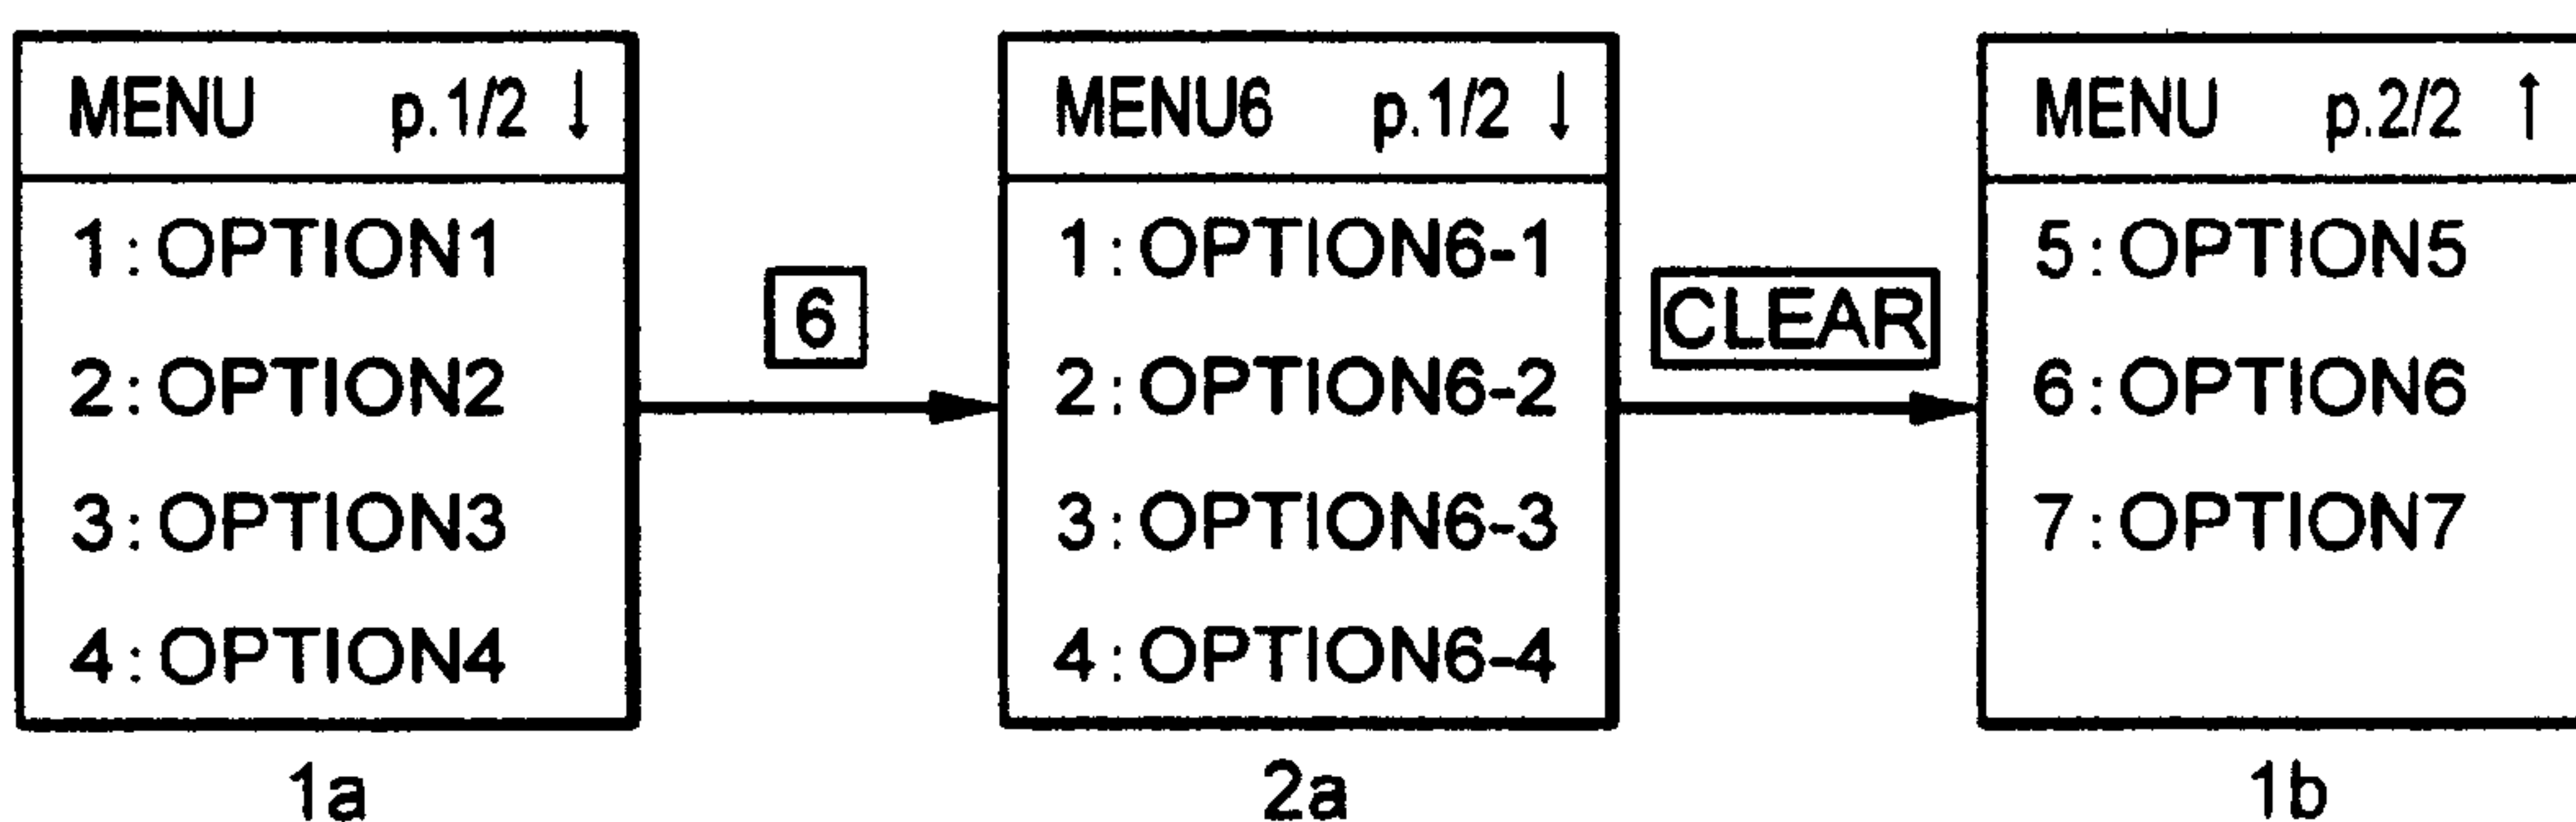 MENU p.1/2 ↓
1:OPTION1
2:OPTION2
3:OPTION3
4:OPTION4
1a
6
MENU6 p.1/2 ↓
1:OPTION6-1
2:OPTION6-2
3:OPTION6-3
4:OPTION6-4
2a
CLEAR
MENU p.2/2 ↑
5:OPTION5
6:OPTION6
7:OPTION7
1b